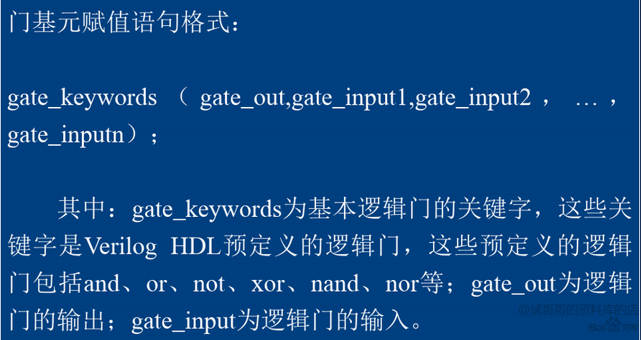 门基元赋值语句格式：
gate_keywords （ gate_out,gate_input1,gate_input2 ， … ，
gate_inputn）；
其中：gate_keywords为基本逻辑门的关键字，这些关
键字是Verilog HDL预定义的逻辑门，这些预定义的逻辑
门包括and、or、not、xor、nand、nor等；gate_out为逻辑
门的输出；gate_input为逻辑门的输入。